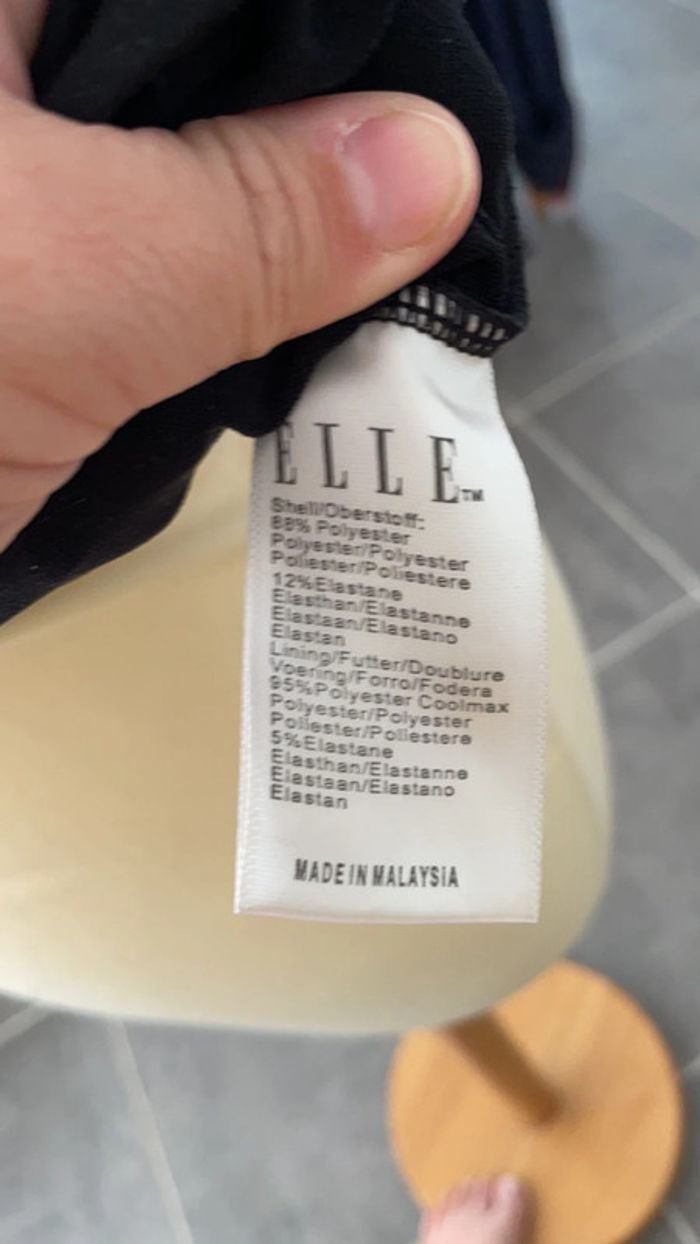 ELLE™
Shell/Oberstoff:
88% Polyester
Polyester/Polyester
Poliester/Poliestere
12%Elastane
Elasthan/Elastanne
Elastaan/Elastano
Elastan
Lining/Futter/Doublure
Voering/Forro/Fodera
95%Polyester Coolmax
Polyester/Polyester
Poliester/Poliestere
5%Elastane
Elasthan/Elastanne
Elastaan/Elastano
Elastan
MADE IN MALAYSIA